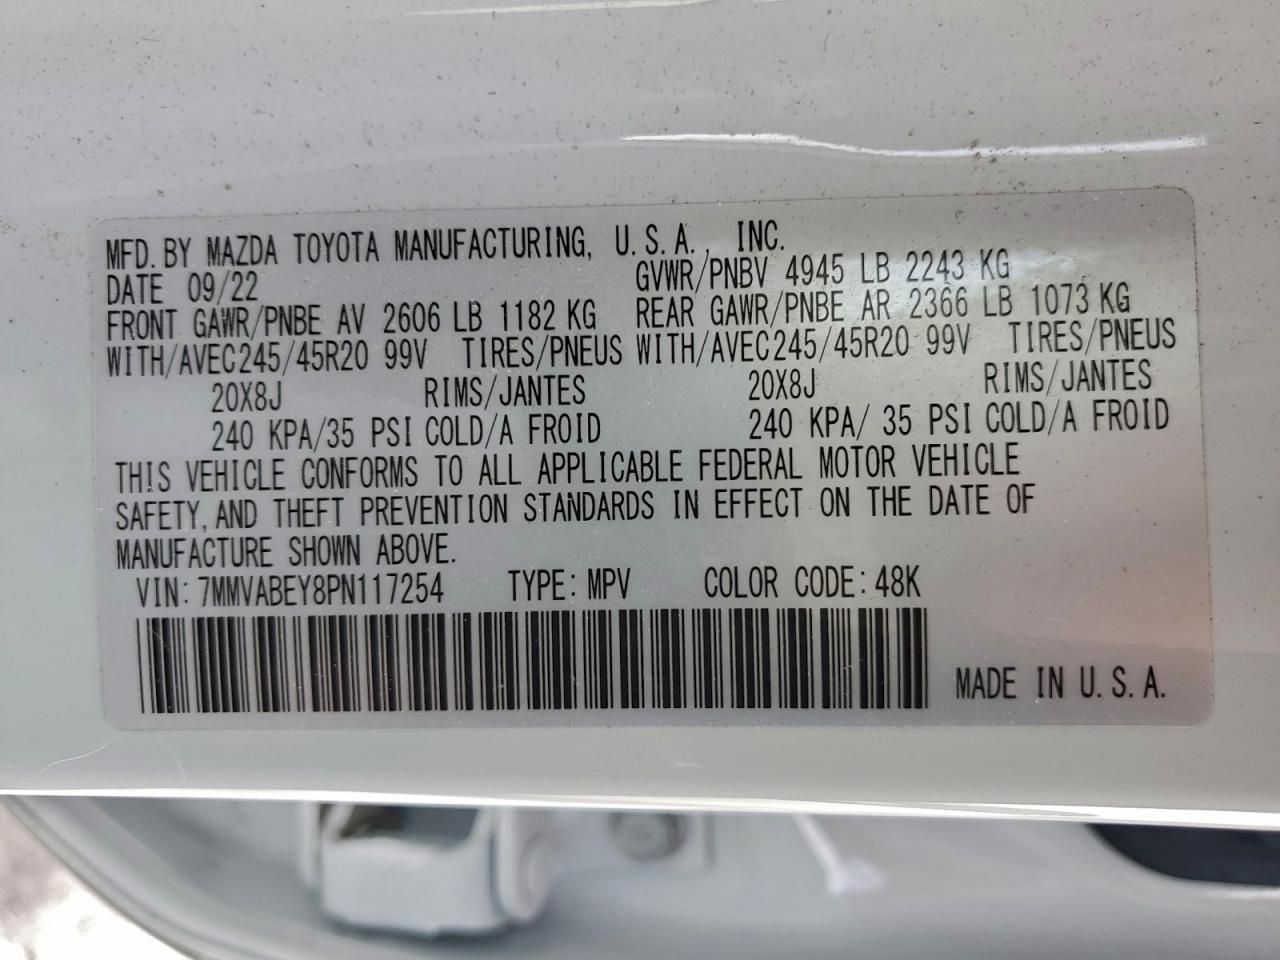 MFD. BY MAZDA TOYOTA MANUFACTURING, U.S.A., INC.
DATE 09/22 GVWR/PNBV 4945 LB 2243 KG
FRONT GAWR/PNBE AV 2606 LB 1182 KG REAR GAWR/PNBE AR 2366 LB 1073 KG
WITH/AVEC 245/45R20 99V TIRES/PNEUS WITH/AVEC 245/45R20 99V TIRES/PNEUS
20X8J RIMS/JANTES 20X8J RIMS/JANTES
240 KPA/35 PSI COLD/A FROID 240 KPA/ 35 PSI COLD/A FROID
THIS VEHICLE CONFORMS TO ALL APPLICABLE FEDERAL MOTOR VEHICLE
SAFETY, AND THEFT PREVENTION STANDARDS IN EFFECT ON THE DATE OF
MANUFACTURE SHOWN ABOVE.
VIN: 7MMVABEY8PN117254 TYPE: MPV COLOR CODE: 48K
MADE IN U.S.A.